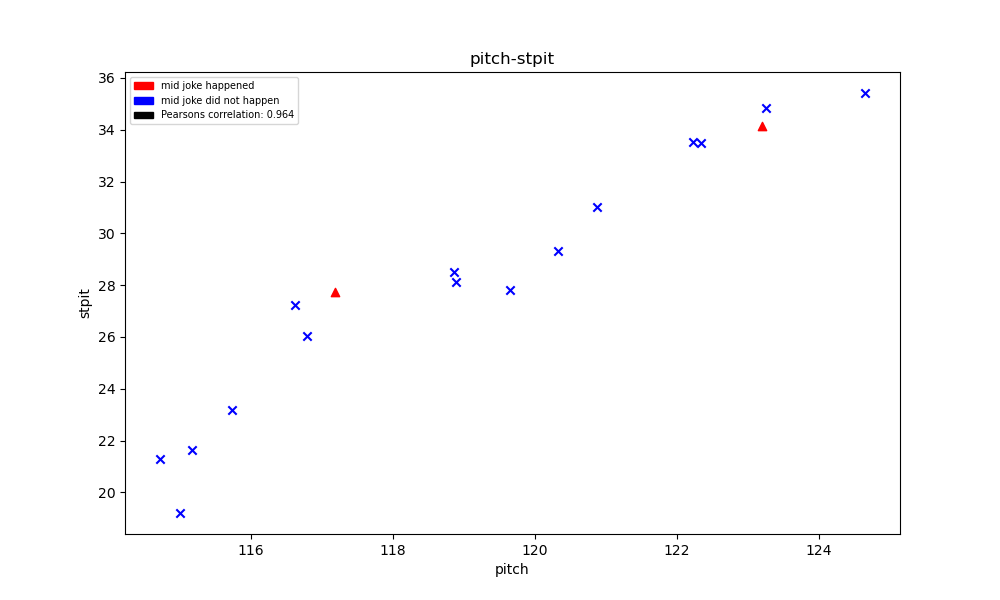 pitch-stpit
mid joke happened
mid joke did not happen
Pearsons correlation: 0.964
36
34
32
30
28
26
24
22
20
stpit
116 118 120 122 124
pitch